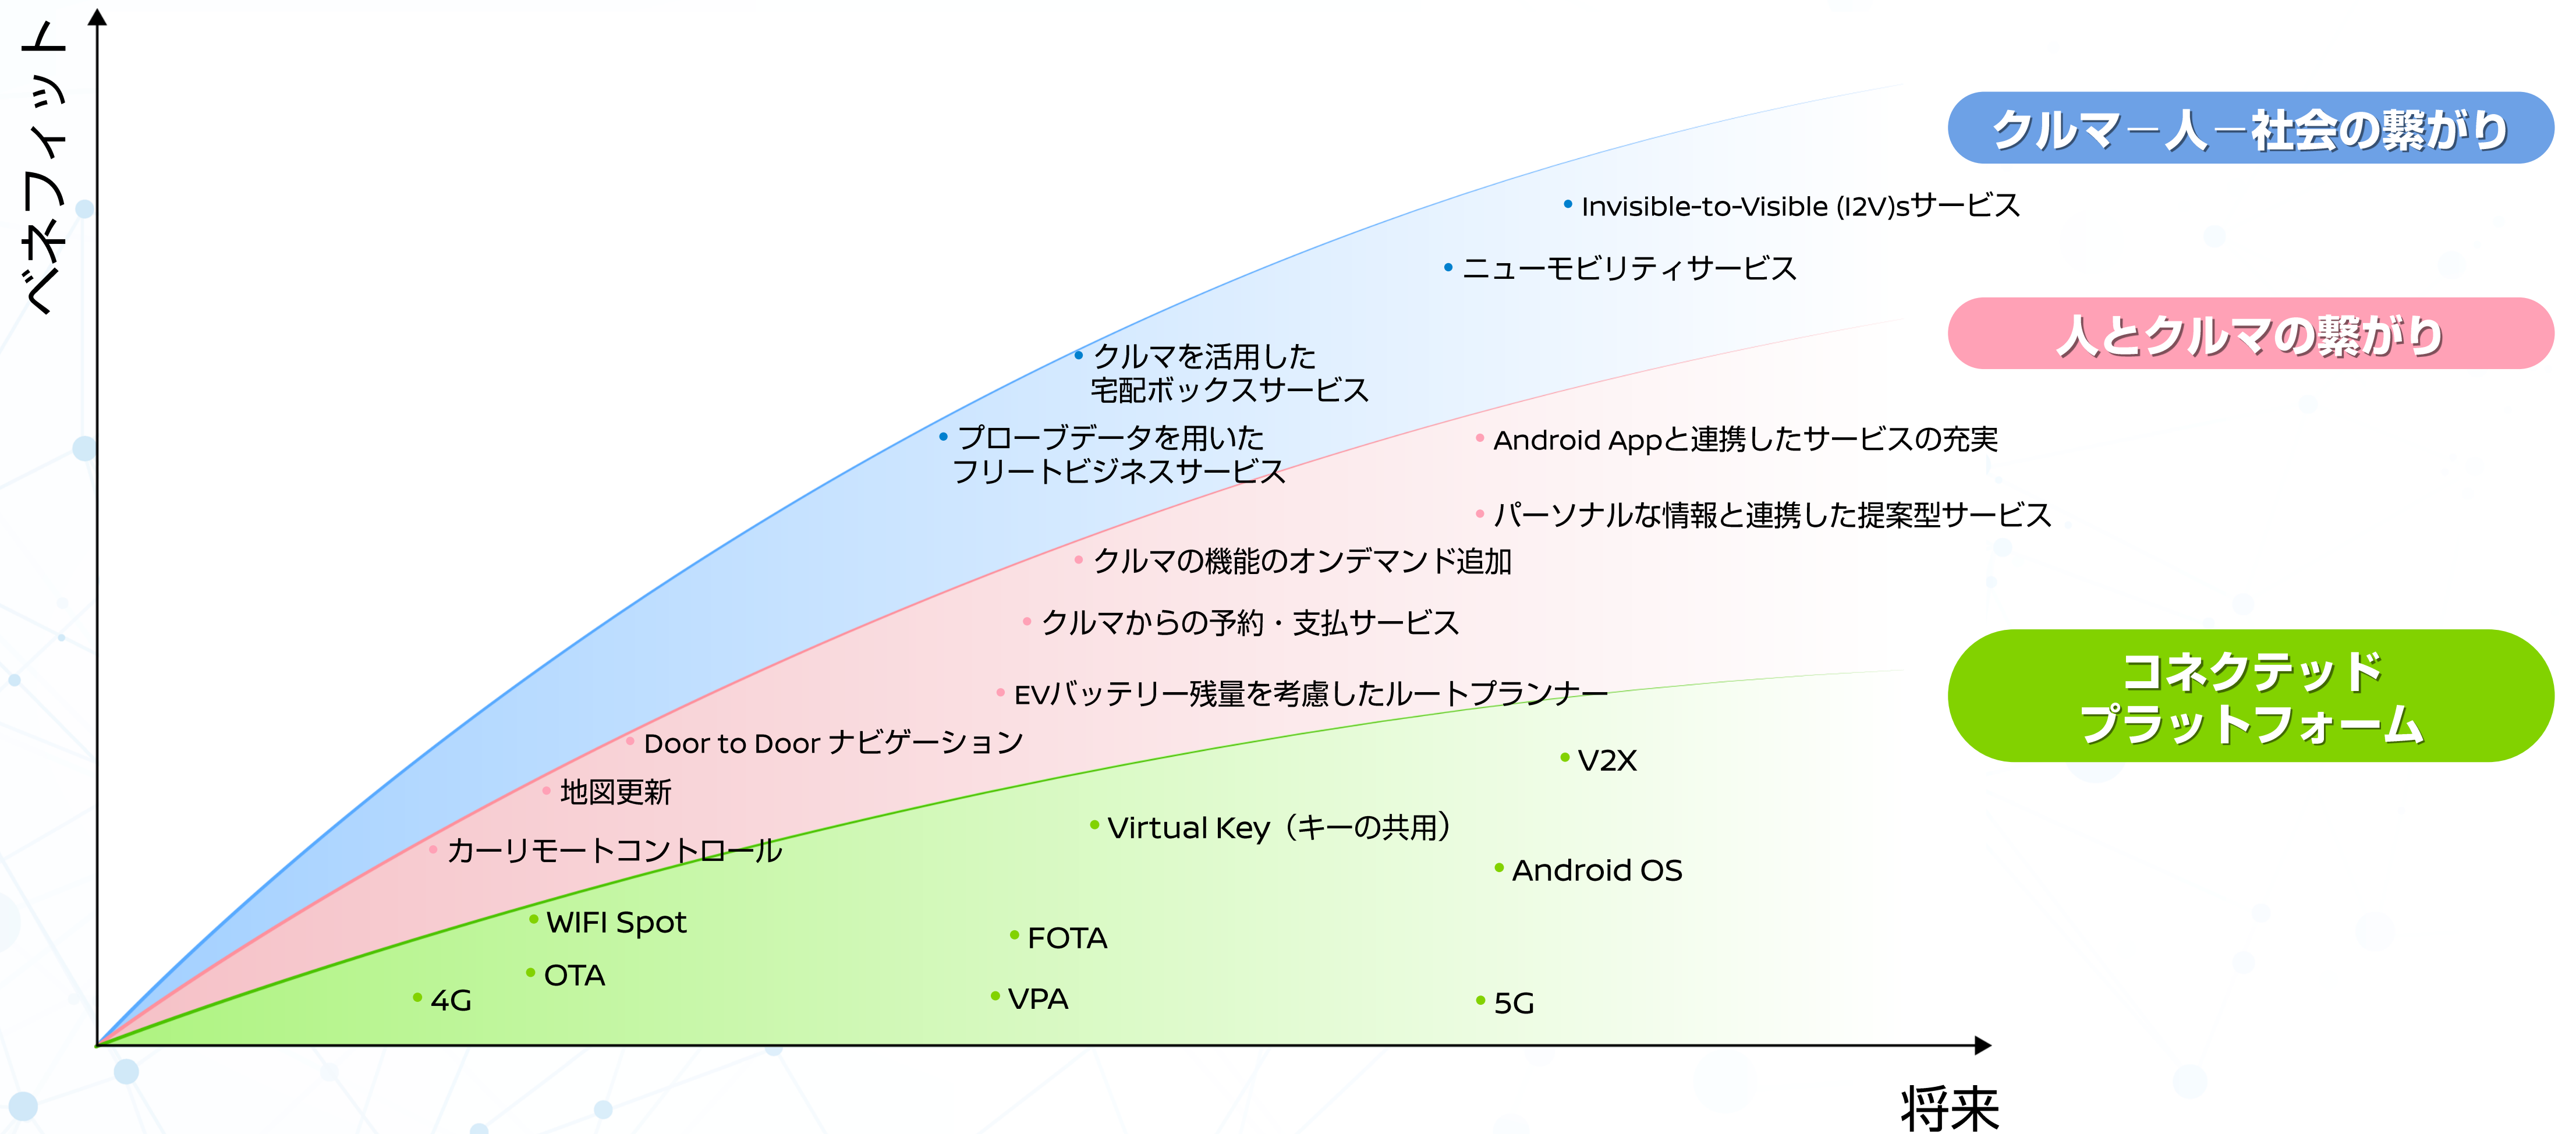 ベネフィット
クルマ－人－社会の繋がり
Invisible-to-Visible (I2V)sサービス
ニューモビリティサービス
クルマを活用した
宅配ボックスサービス
プローブデータを用いた
フリートビジネスサービス
人とクルマの繋がり
Android Appと連携したサービスの充実
パーソナルな情報と連携した提案型サービス
クルマの機能のオンデマンド追加
クルマからの予約・支払サービス
EVバッテリー残量を考慮したルートプランナー
Door to Door ナビゲーション
地図更新
カーリモートコントロール
コネクテッド
プラットフォーム
V2X
Virtual Key（キーの共用）
Android OS
WIFI Spot
FOTA
OTA
4G
VPA
5G
将来